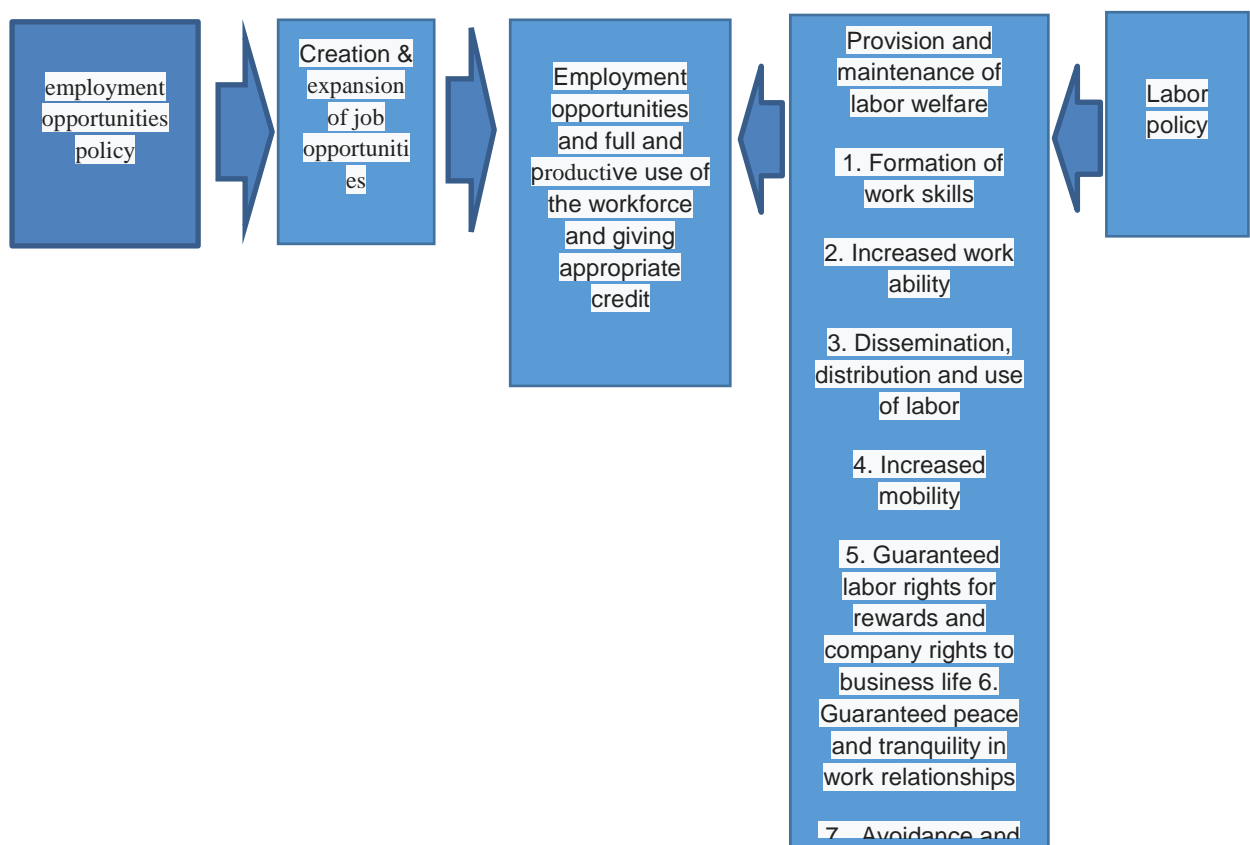 employment
opportunities
policy
Creation &
expansion
of job
opportuniti
es
Employment
opportunities
and full and
productive use of
the workforce
and giving
appropriate
credit
Provision and
maintenance of
labor welfare
1. Formation of
work skills
2. Increased work
ability
3. Dissemination,
distribution and use
of labor
4. Increased
mobility
5. Guaranteed
labor rights for
rewards and
company rights to
business life 6.
Guaranteed peace
and tranquility in
work relationships
7. Avoidance and
Labor
policy